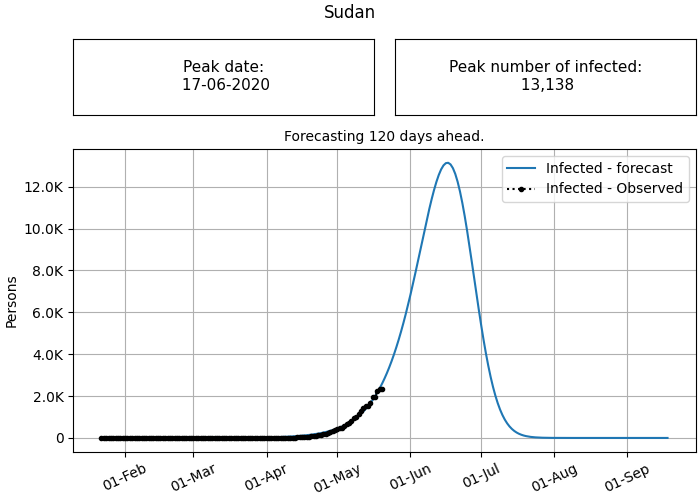 Sudan
Peak date:
17-06-2020
Peak number of infected:
13,138
Forecasting 120 days ahead.
Infected - forecast
Infected - Observed
Persons
12.0K
10.0K
8.0K
6.0K
4.0K
2.0K
0
01-Feb
01-Mar
01-Apr
01-May
01-Jun
01-Jul
01-Aug
01-Sep